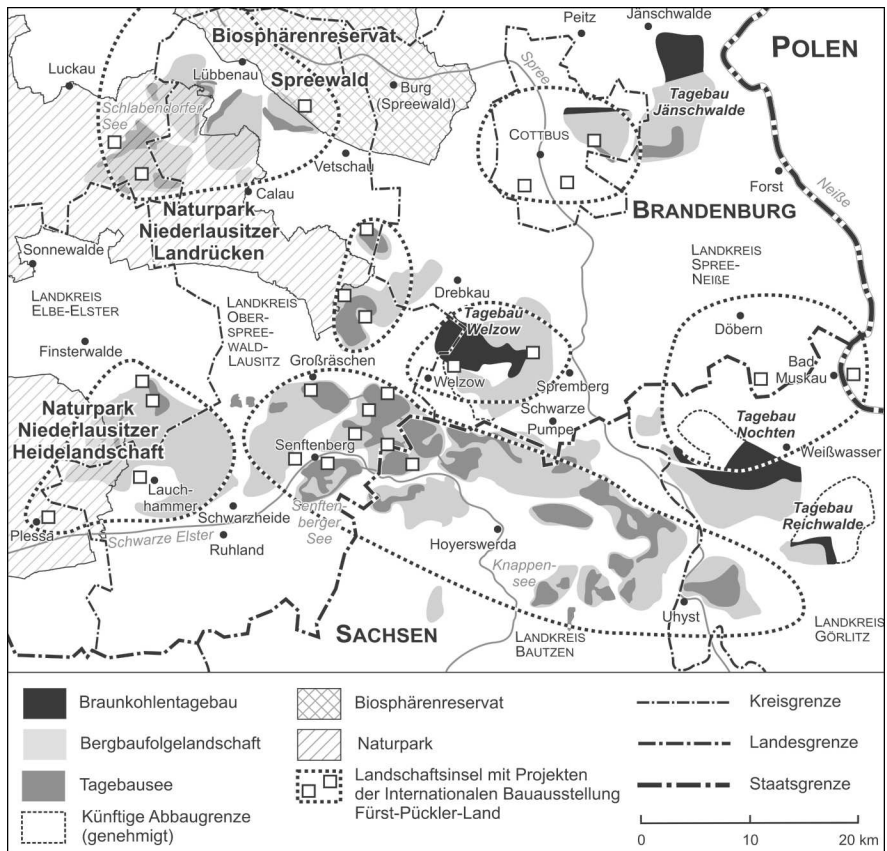 Peitz
Jänschwalde
POLEN
Biosphärenreservat
Luckau
Lübbenau
Spreewald
Burg
(Spreewald)
Spree
Tagebau
Jänschwalde
Schlabendorfer
See
COTTBUS
Vetschau
Forst
Neiße
Calau
Naturpark
Niederlausitzer
Landrücken
BRANDENBURG
Sonnewalde
LANDKREIS
ELBE-ELSTER
LANDKREIS
OBER-
SPREE-
WALD-
LAUSITZ
Drebkau
LANDKREIS
SPREE-
NEIẞE
Tagebau
Welzow
Döbern
Finsterwalde
Großräschen
Welzow
Spremberg
Bad
Muskau
Naturpark
Niederlausitzer
Heidelandschaft
Schwarze
Pumpe
Tagebau
Nochten
Weißwasser
Senftenberg
Lauch-
hammer
Schwarzheide
Senften-
berger
See
Tagebau
Reichwalde
Plessa
Schwarze Elster
Ruhland
Hoyerswerda
Knappen-
see
Uhyst
SACHSEN
LANDKREIS
BAUTZEN
LANDKREIS
GÖRLITZ
Braunkohlentagebau
Bergbaufolgelandschaft
Tagebausee
Künftige Abbaugrenze
(genehmigt)
Biosphärenreservat
Naturpark
Landschaftsinsel mit Projekten
der Internationalen Bauausstellung
Fürst-Pückler-Land
Kreisgrenze
Landesgrenze
Staatsgrenze
0 10 20 km